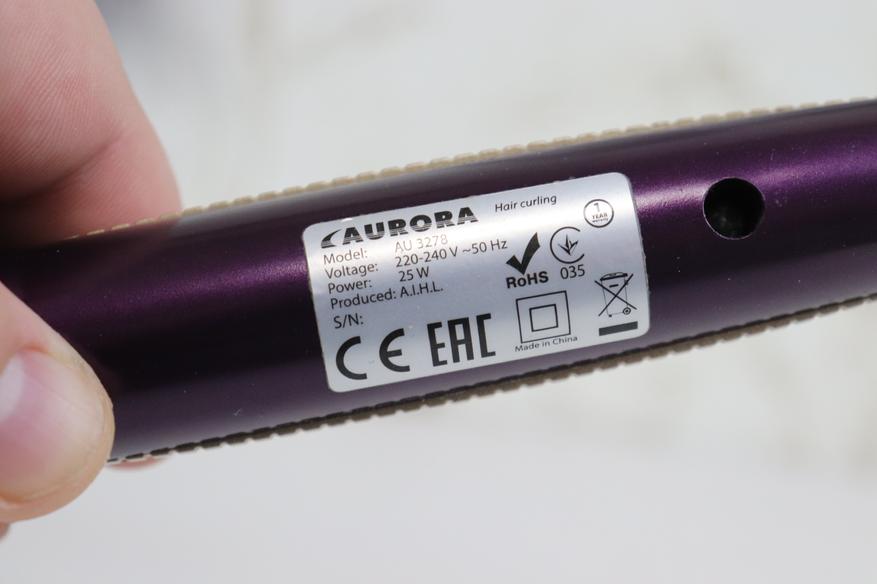 AURORA Hair curling
1 YEAR warranty
Model: AU 3278
Voltage: 220-240 V ~50 Hz
Power: 25 W
Produced: A.I.H.L.
S/N:
RoHS 035
CE EAC
Made in China